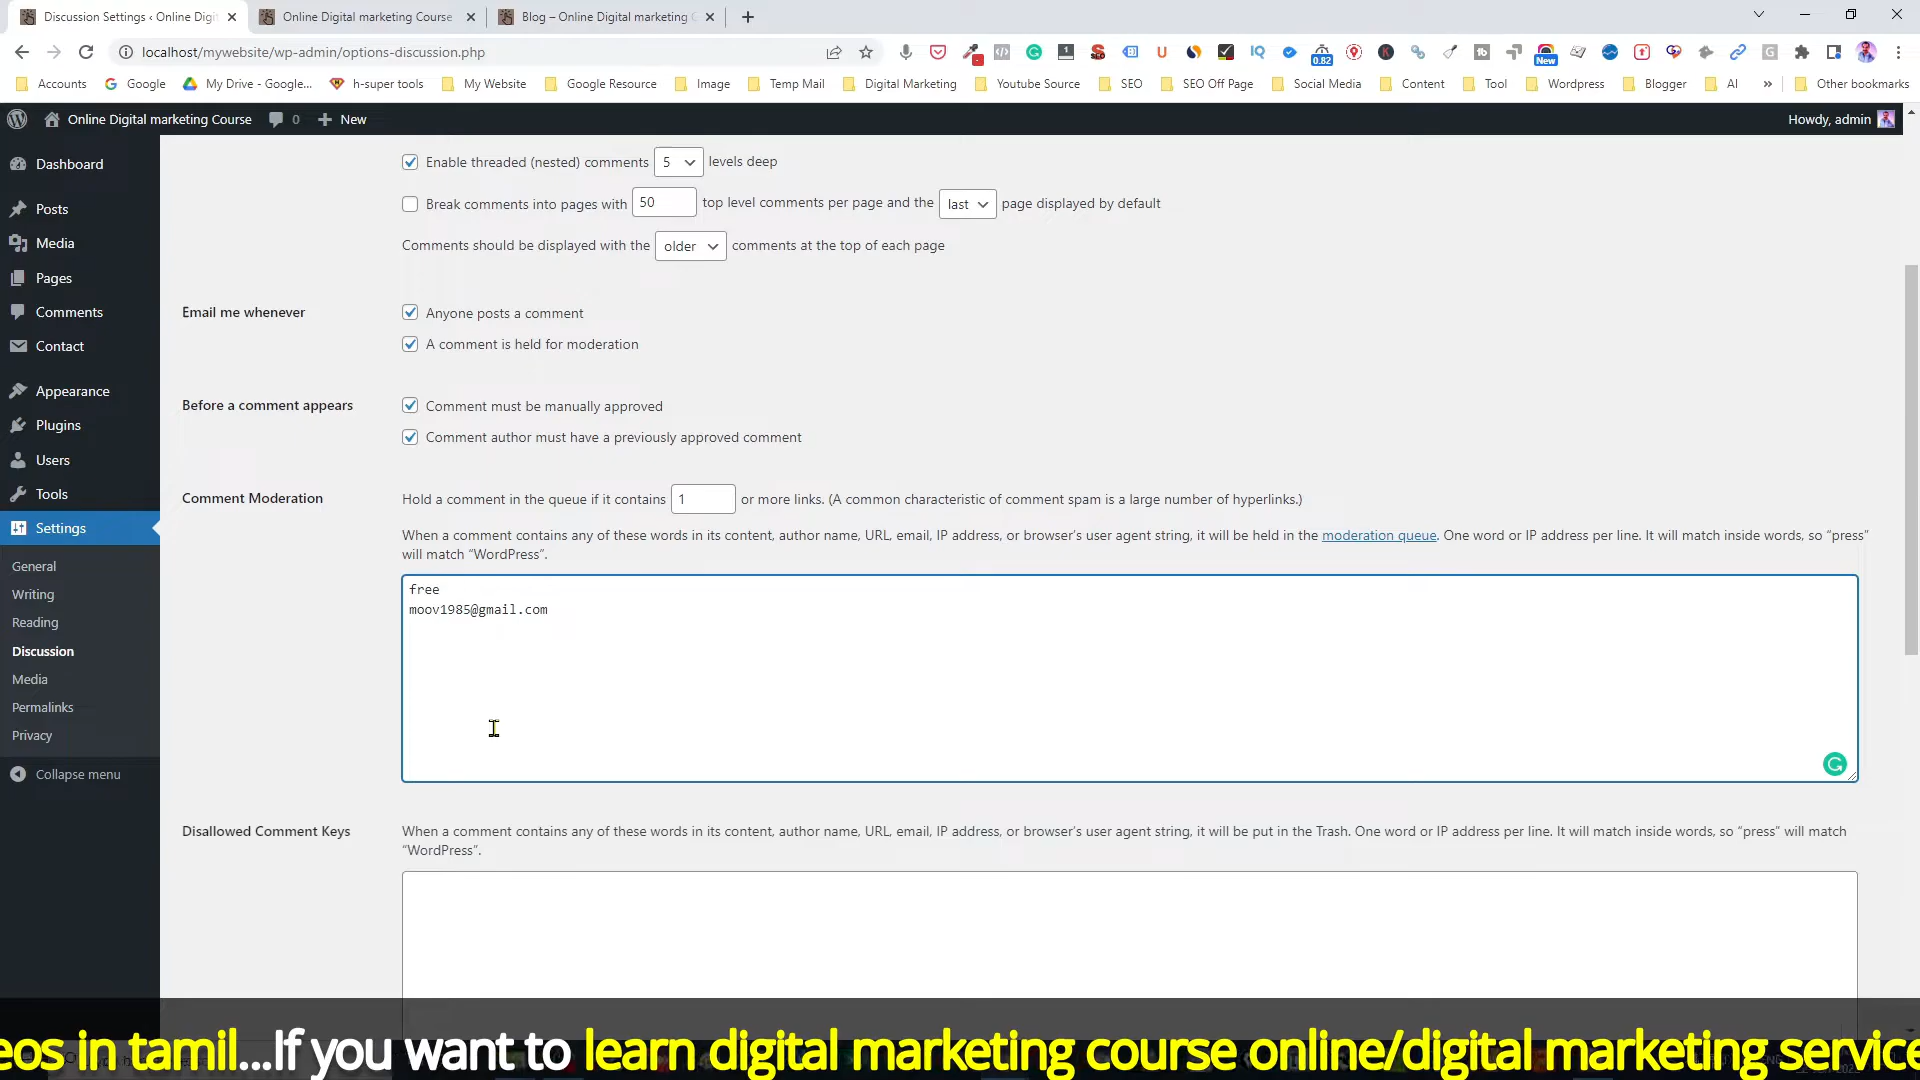 Discussion Settings ‹ Online Digit
Online Digital marketing Course
Blog – Online Digital marketing C
localhost/mywebsite/wp-admin/options-discussion.php
0.82
New
Accounts
Google
My Drive - Google...
h-super tools
My Website
Google Resource
Image
Temp Mail
Digital Marketing
Youtube Source
SEO
SEO Off Page
Social Media
Content
Tool
Wordpress
Blogger
AI
»
Other bookmarks
Online Digital marketing Course
0
New
Howdy, admin
Dashboard
Posts
Media
Pages
Comments
Contact
Appearance
Plugins
Users
Tools
Settings
General
Writing
Reading
Discussion
Media
Permalinks
Privacy
Collapse menu
Enable threaded (nested) comments 5 levels deep
Break comments into pages with 50 top level comments per page and the last page displayed by default
Comments should be displayed with the older comments at the top of each page
Email me whenever
Anyone posts a comment
A comment is held for moderation
Before a comment appears
Comment must be manually approved
Comment author must have a previously approved comment
Comment Moderation
Hold a comment in the queue if it contains 1 or more links. (A common characteristic of comment spam is a large number of hyperlinks.)
When a comment contains any of these words in its content, author name, URL, email, IP address, or browser’s user agent string, it will be held in the moderation queue. One word or IP address per line. It will match inside words, so “press”
will match “WordPress”.
free
moov1985@gmail.com
Disallowed Comment Keys
When a comment contains any of these words in its content, author name, URL, email, IP address, or browser’s user agent string, it will be put in the Trash. One word or IP address per line. It will match inside words, so “press” will match
“WordPress”.
eos in tamil...If you want to learn digital marketing course online/digital marketing service